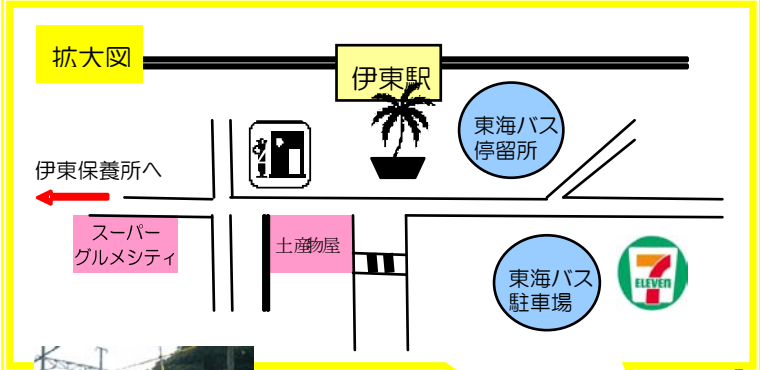 拡大図
伊東駅
東海バス
停留所
伊東保養所へ
スーパー
グルメシティ
土産物屋
東海バス
駐車場
7
ELEVEN